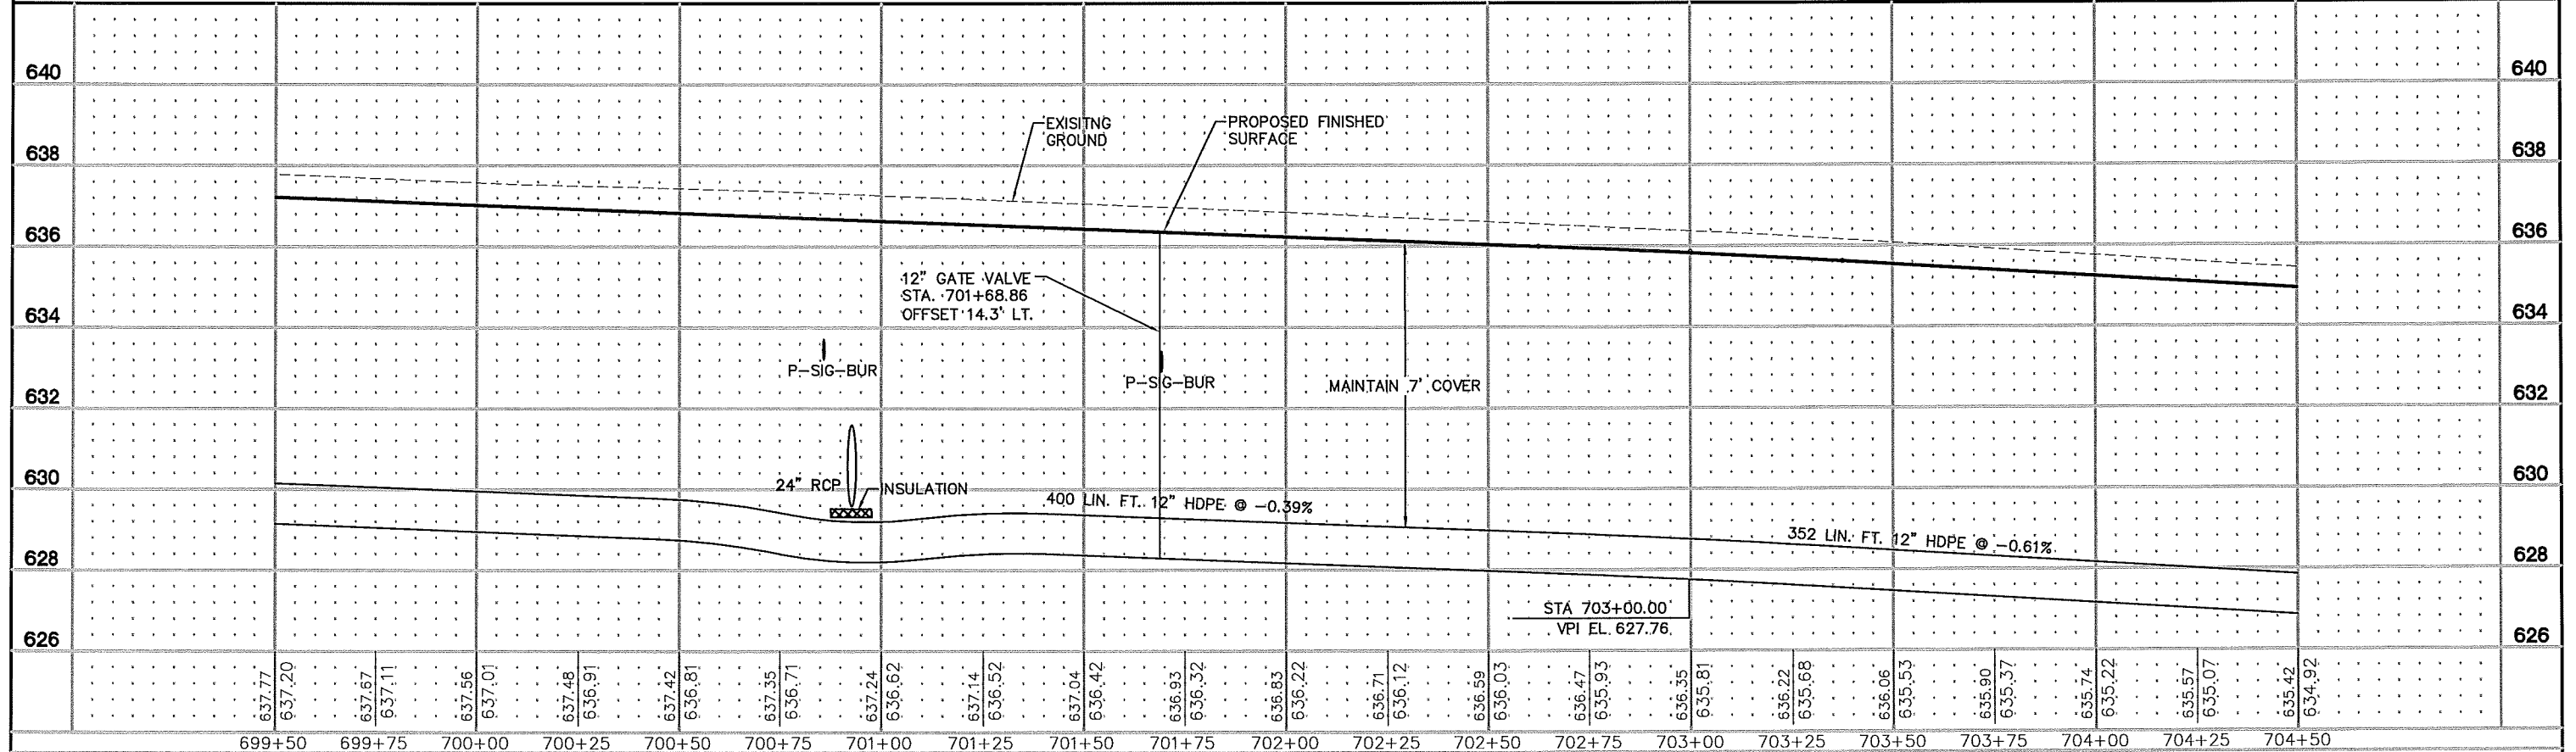 640
640
EXISITNG
GROUND
PROPOSED FINISHED
SURFACE
638
638
636
636
12" GATE VALVE
STA. 701+68.86
OFFSET 14.3' LT.
634
634
P-SIG-BUR
P-SIG-BUR
MAINTAIN 7' COVER
632
632
24" RCP
INSULATION
630
630
400 LIN. FT. 12" HDPE @ -0.39%
352 LIN. FT. 12" HDPE @ -0.61%
628
628
STA 703+00.00
VPI EL. 627.76
626
626
637.77 637.20 637.67 637.11 637.56 637.01 637.48 636.91 637.42 636.81 637.35 636.71 637.24 636.62 637.14 636.52 637.04 636.42 636.93 636.32 636.83 636.22 636.71 636.12 636.59 636.03 636.47 635.93 636.35 635.81 636.22 635.68 636.06 635.53 635.90 635.37 635.74 635.22 635.57 635.07 635.42 634.92
699+50 699+75 700+00 700+25 700+50 700+75 701+00 701+25 701+50 701+75 702+00 702+25 702+50 702+75 703+00 703+25 703+50 703+75 704+00 704+25 704+50